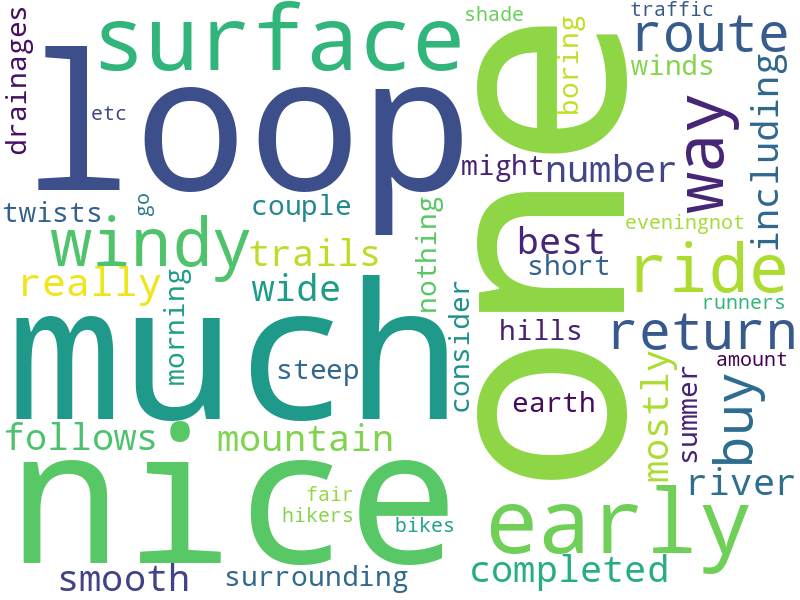 shade
traffic
surface
route
drainages
boring
winds
including
loop
one
etc
way
might
number
twists
go
couple
eveningnot
windy
trails
nothing
best
short
ride
really
wide
morning
consider
runners
much
hills
return
steep
mostly
amount
summer
buy
earth
follows
mountain
nice
river
fair
hikers
bikes
early
completed
smooth
surrounding